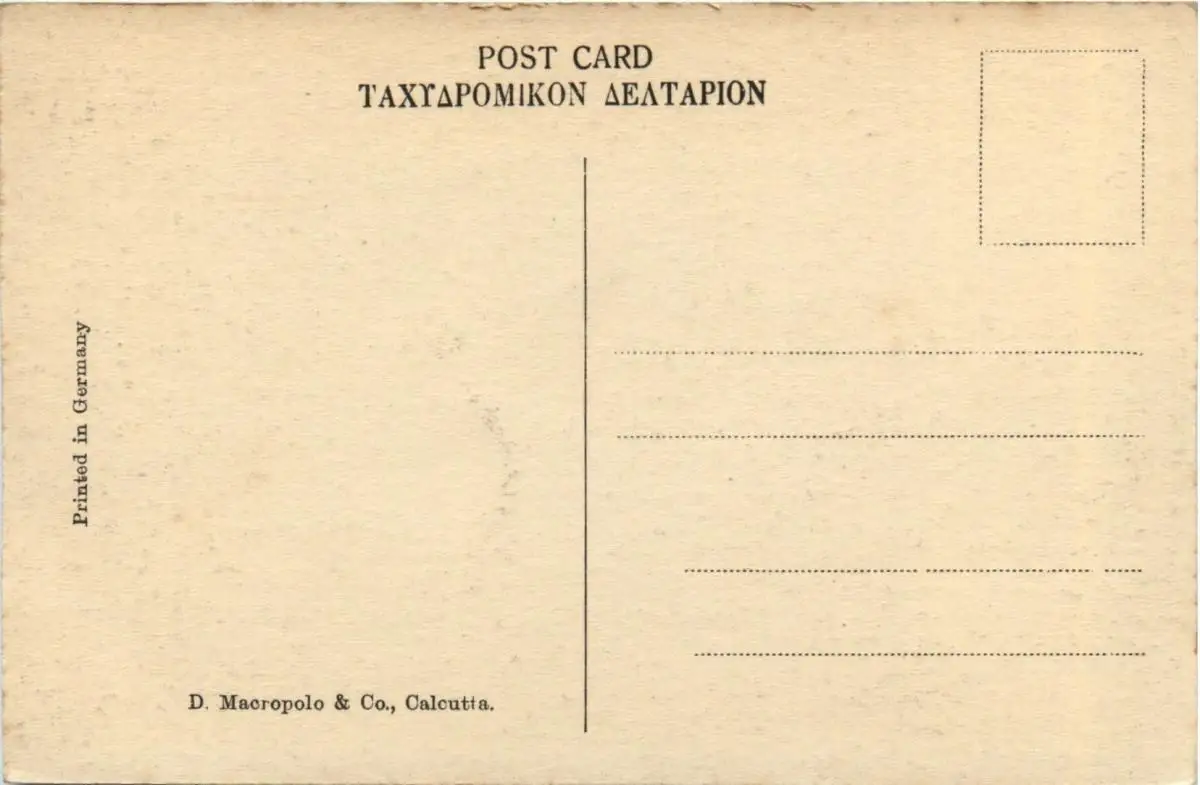 POST CARD
ΤΑΧΥΔΡΟΜΙΚΟΝ ΔΕΛΤΑΡΙΟΝ
Printed in Germany
D. Macropolo & Co., Calcutta.